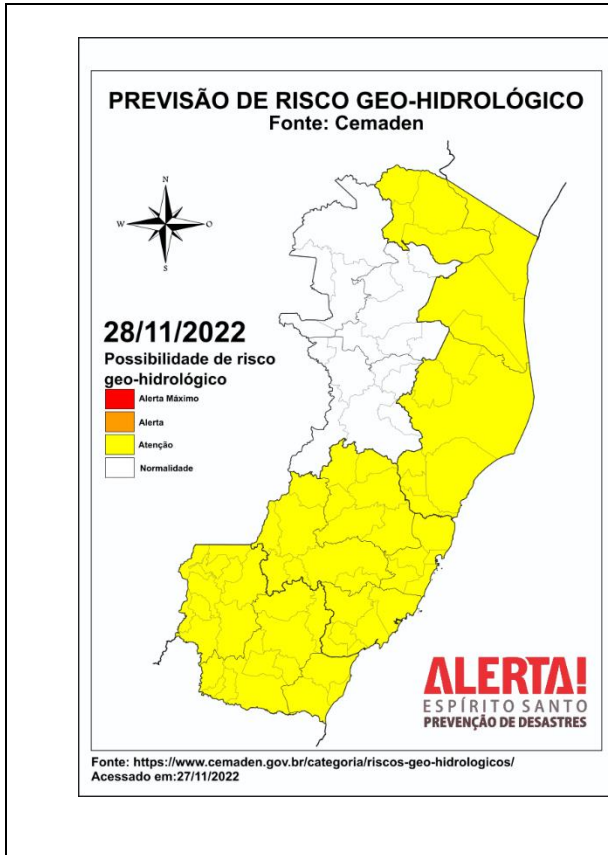 PREVISÃO DE RISCO GEO-HIDROLÓGICO
Fonte: Cemaden
N
W
O
S
28/11/2022
Possibilidade de risco
geo-hidrológico
Alerta Máximo
Alerta
Atenção
Normalidade
ALERTA!
ESPÍRITO SANTO
PREVENÇÃO DE DESASTRES
Fonte: https://www.cemaden.gov.br/categoria/riscos-geo-hidrologicos/
Acessado em:27/11/2022